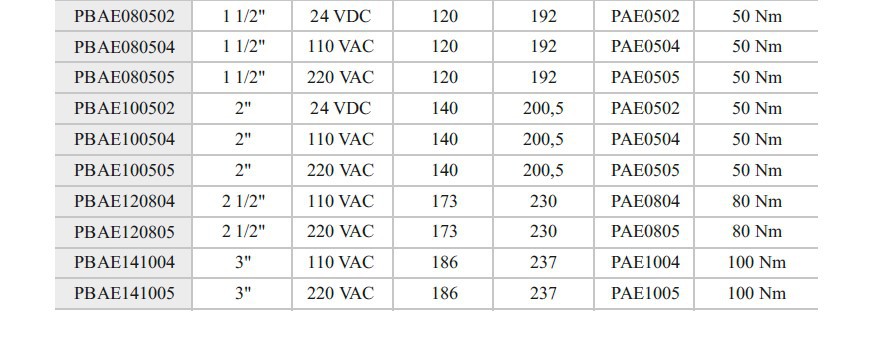 PBAE080502 1 1/2" 24 VDC 120 192 PAE0502 50 Nm
PBAE080504 1 1/2" 110 VAC 120 192 PAE0504 50 Nm
PBAE080505 1 1/2" 220 VAC 120 192 PAE0505 50 Nm
PBAE100502 2" 24 VDC 140 200,5 PAE0502 50 Nm
PBAE100504 2" 110 VAC 140 200,5 PAE0504 50 Nm
PBAE100505 2" 220 VAC 140 200,5 PAE0505 50 Nm
PBAE120804 2 1/2" 110 VAC 173 230 PAE0804 80 Nm
PBAE120805 2 1/2" 220 VAC 173 230 PAE0805 80 Nm
PBAE141004 3" 110 VAC 186 237 PAE1004 100 Nm
PBAE141005 3" 220 VAC 186 237 PAE1005 100 Nm